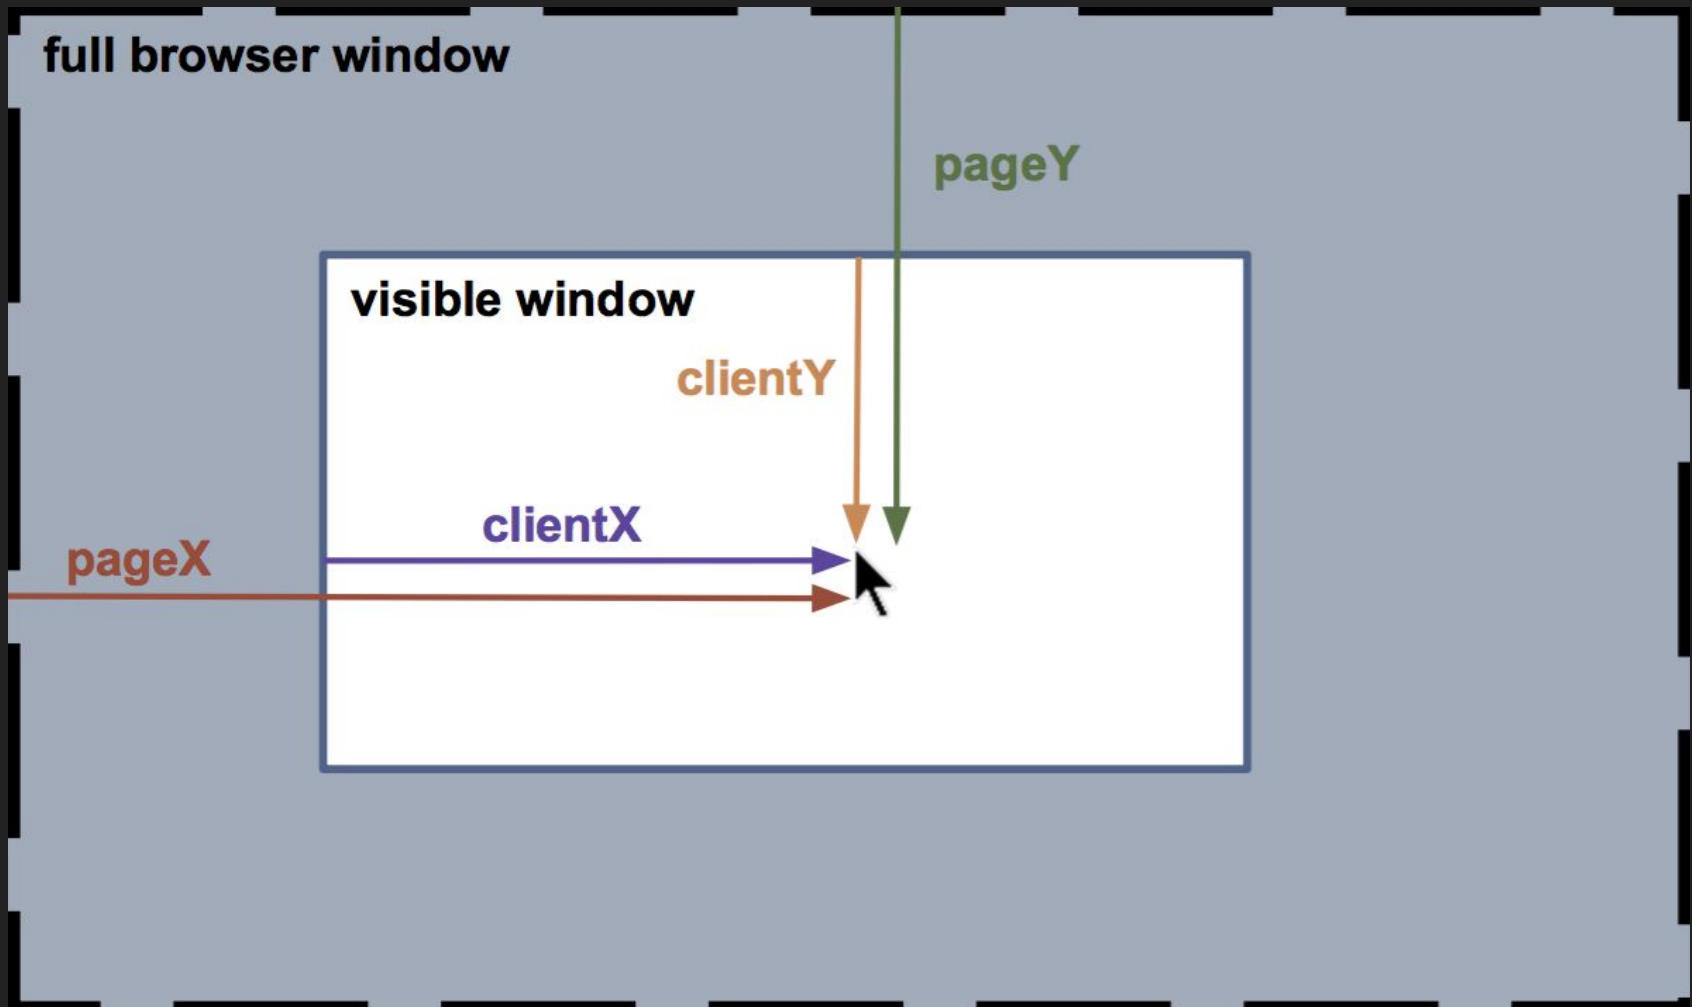 full browser window
pageY
visible window
clientY
clientX
pageX